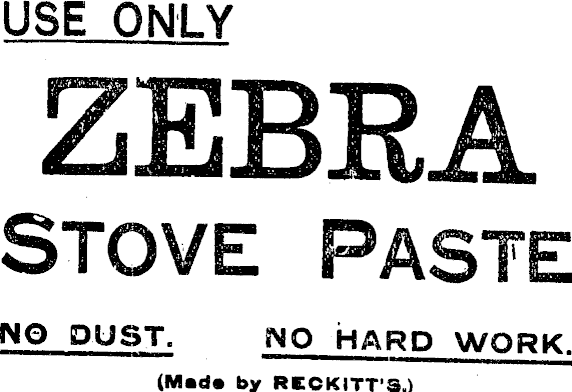 USE ONLY
ZEBRA
STOVE PASTE
NO DUST. NO HARD WORK.
(Made by RECKITT'S.)